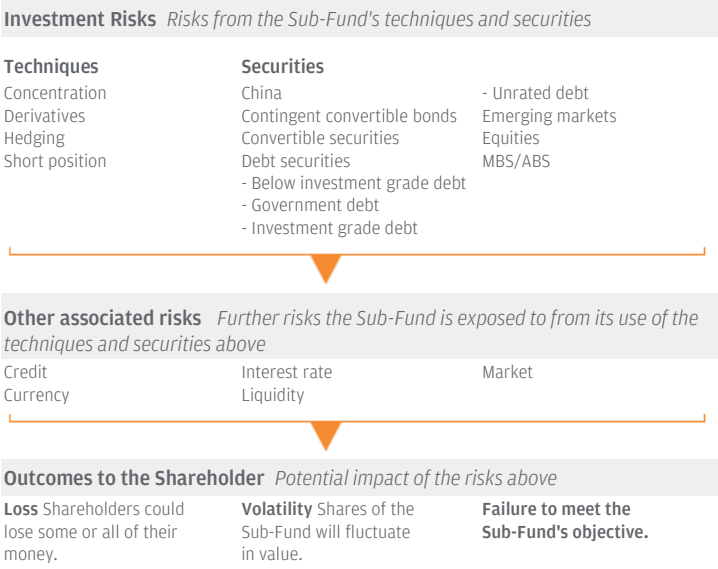 Investment Risks Risks from the Sub-Fund's techniques and securities
Techniques
Concentration
Derivatives
Hedging
Short position
Securities
China
Contingent convertible bonds
Convertible securities
Debt securities
- Below investment grade debt
- Government debt
- Investment grade debt
- Unrated debt
Emerging markets
Equities
MBS/ABS
Other associated risks Further risks the Sub-Fund is exposed to from its use of the
techniques and securities above
Credit
Currency
Interest rate
Liquidity
Market
Outcomes to the Shareholder Potential impact of the risks above
Loss Shareholders could
lose some or all of their
money.
Volatility Shares of the
Sub-Fund will fluctuate
in value.
Failure to meet the
Sub-Fund's objective.